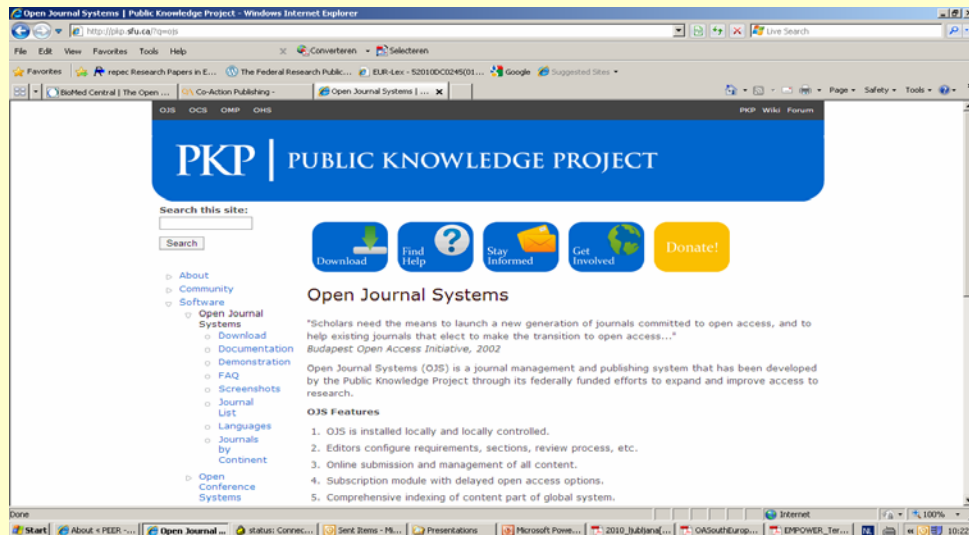 Open Journal Systems | Public Knowledge Project - Windows Internet Explorer
http://pkp.sfu.ca/?q=ojs
Live Search
File Edit View Favorites Tools Help
Converteren Selecteren
Favorites repec Research Papers in E... The Federal Research Public... EUR-Lex - 52010DC0245(01... Google Suggested Sites
BioMed Central | The Open ... Co-Action Publishing - Open Journal Systems | ... X
Page Safety Tools
OJS OCS OMP OHS
PKP Wiki Forum
PKP | PUBLIC KNOWLEDGE PROJECT
Search this site:
Search
Download
Find Help
Stay Informed
Get Involved
Donate!
About
Community
Software
Open Journal
Systems
Download
Documentation
Demonstration
FAQ
Screenshots
Journal
List
Languages
Journals
by
Continent
Open
Conference
Systems
Open Journal Systems
"Scholars need the means to launch a new generation of journals committed to open access, and to
help existing journals that elect to make the transition to open access..."
Budapest Open Access Initiative, 2002
Open Journal Systems (OJS) is a journal management and publishing system that has been developed
by the Public Knowledge Project through its federally funded efforts to expand and improve access to
research.
OJS Features
1. OJS is installed locally and locally controlled.
2. Editors configure requirements, sections, review process, etc.
3. Online submission and management of all content.
4. Subscription module with delayed open access options.
5. Comprehensive indexing of content part of global system.
Done
Internet
100%
Start About « PEER -... Open Journal ... status: Connec... Sent Items - Mi... Presentations Microsoft Powe... 2010_ljubljana[... OASouthEurop... EMPOWER_Ter... NL 10:22